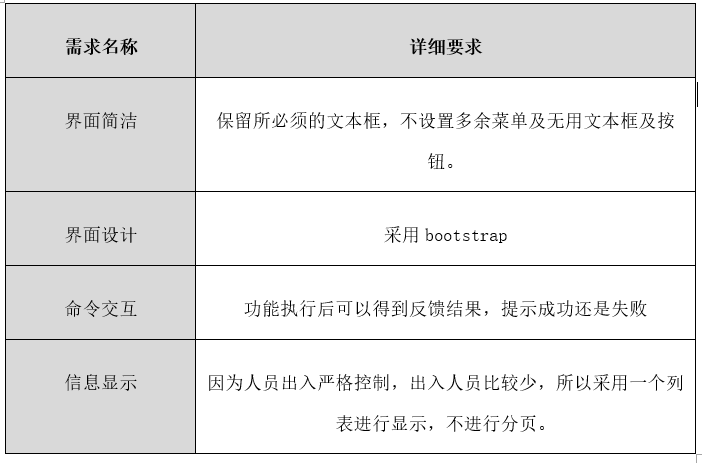 需求名称 详细要求
界面简洁 保留所必须的文本框，不设置多余菜单及无用文本框及按
钮。
界面设计 采用 bootstrap
命令交互 功能执行后可以得到反馈结果，提示成功还是失败
信息显示 因为人员出入严格控制，出入人员比较少，所以采用一个列
表进行显示，不进行分页。